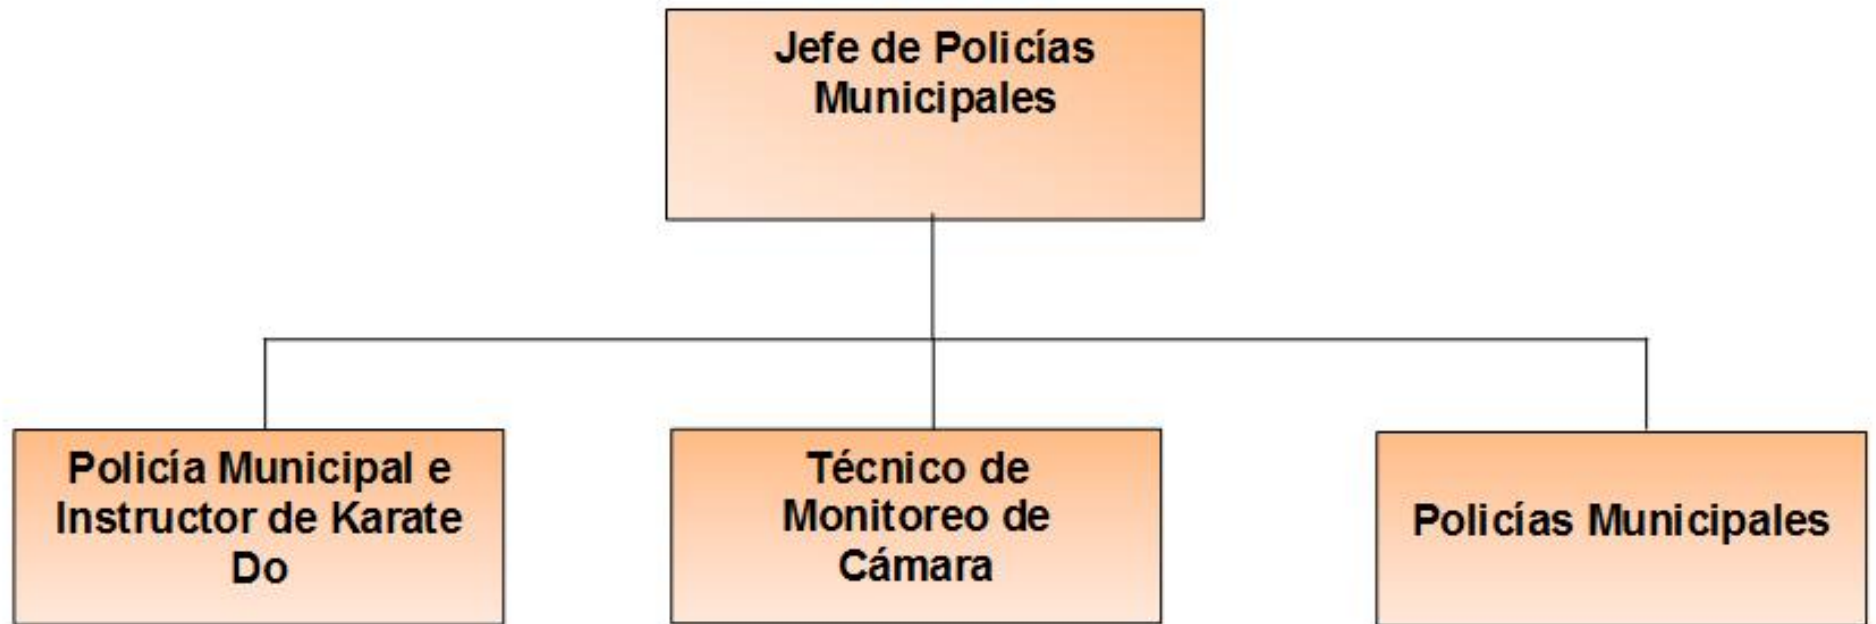 Jefe de Policías
Municipales
Policía Municipal e
Instructor de Karate
Do
Técnico de
Monitoreo de
Cámara
Policías Municipales